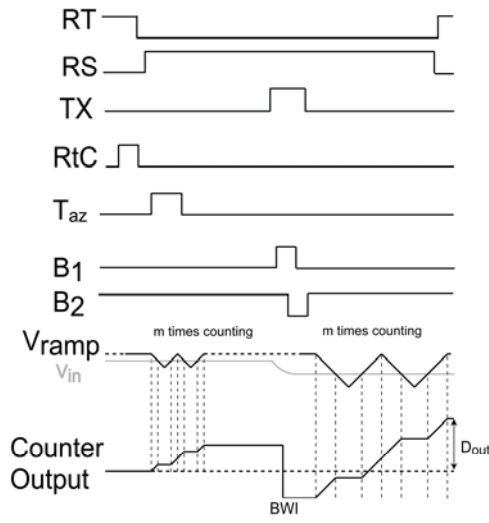 RT
RS
TX
RtC
Taz
B1
B2
m times counting
m times counting
Vramp
Vin
Counter
Output
Dout
BWI